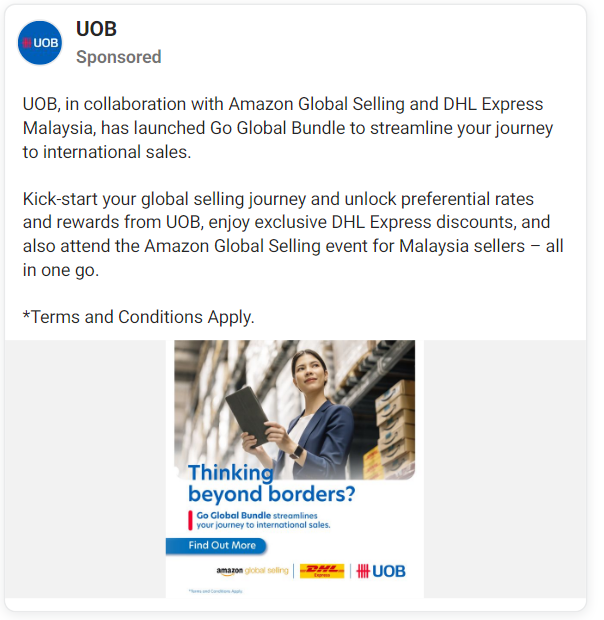 UOB
UOB
Sponsored
UOB, in collaboration with Amazon Global Selling and DHL Express
Malaysia, has launched Go Global Bundle to streamline your journey
to international sales.
Kick-start your global selling journey and unlock preferential rates
and rewards from UOB, enjoy exclusive DHL Express discounts, and
also attend the Amazon Global Selling event for Malaysia sellers – all
in one go.
*Terms and Conditions Apply.
Thinking
beyond borders?
Go Global Bundle streamlines
your journey to international sales.
Find Out More
amazon global selling DHL Express UOB
*Terms and Conditions Apply.